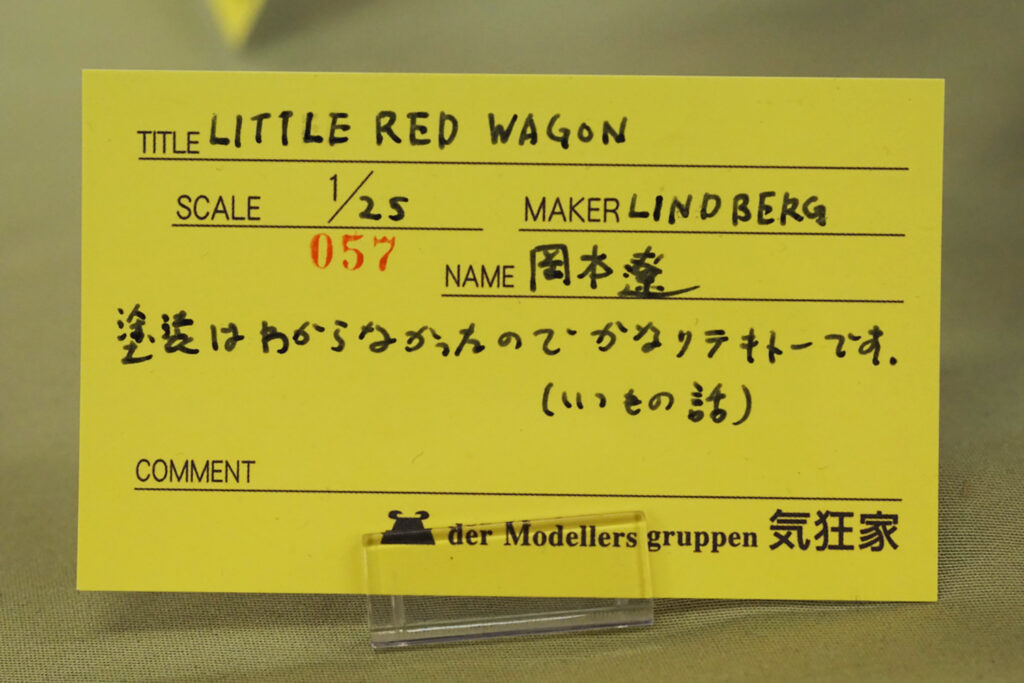 TITLE LITTLE RED WAGON
SCALE 1/25 MAKER LINDBERG
057
NAME 岡本遼
塗装はわからなかったのでかなりテキトーです.
(いつもの話)
COMMENT
der Modellers gruppen 気狂家